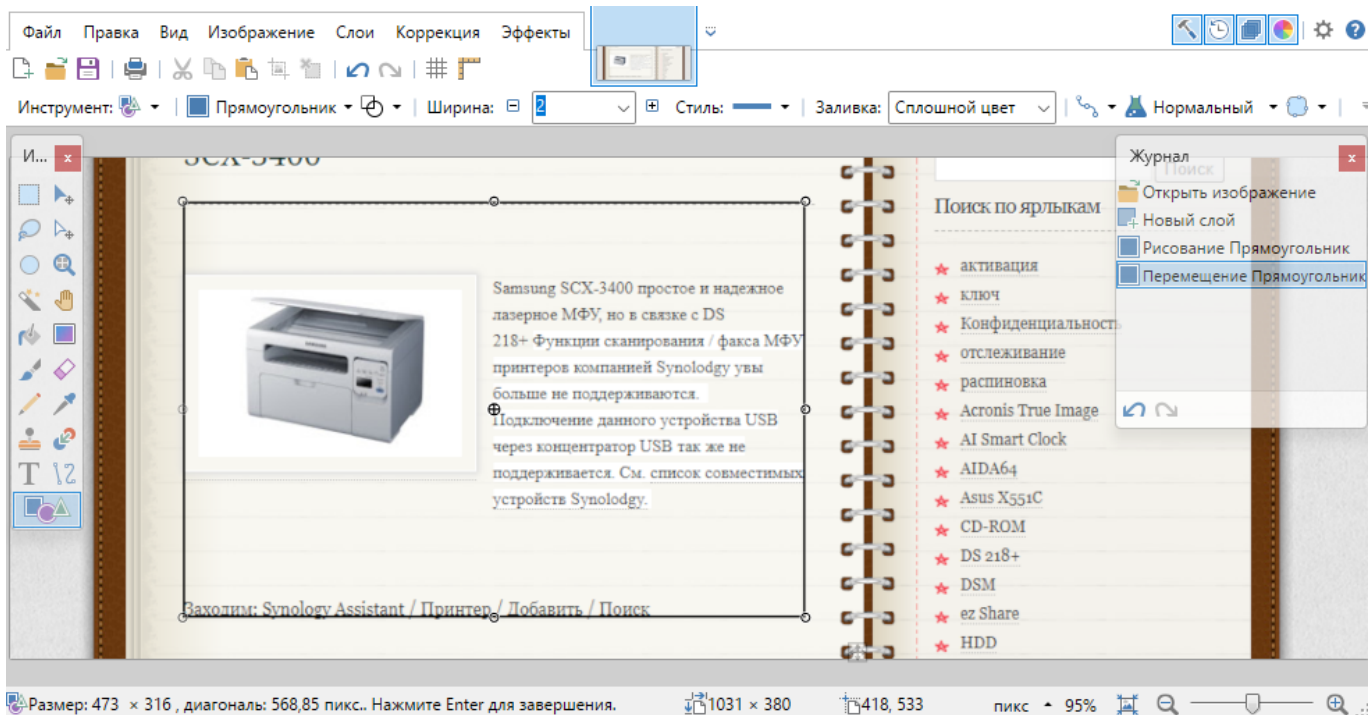 Файл Правка Вид Изображение Слои Коррекция Эффекты
Инструмент: Прямоугольник Ширина: 2 Стиль: Заливка: Сплошной цвет Нормальный
И...
SCX-3400
Samsung SCX-3400 простое и надежное
лазерное МФУ, но в связке с DS
218+ Функции сканирования / факса МФУ
принтеров компанией Synolodgy увы
больше не поддерживаются.
Подключение данного устройства USB
через концентратор USB так же не
поддерживается. См. список совместимых
устройств Synolodgy.
SAMSUNG
Заходим: Synology Assistant / Принтер / Добавить / Поиск
Поиск
Поиск по ярлыкам
активация
ключ
Конфиденциальность
отслеживание
распиновка
Acronis True Image
AI Smart Clock
AIDA64
Asus X551C
CD-ROM
DS 218+
DSM
ez Share
HDD
Журнал
Открыть изображение
Новый слой
Рисование Прямоугольник
Перемещение Прямоугольник
Размер: 473 × 316 , диагональ: 568,85 пикс.. Нажмите Enter для завершения.
1031 × 380
418, 533
пикс
95%